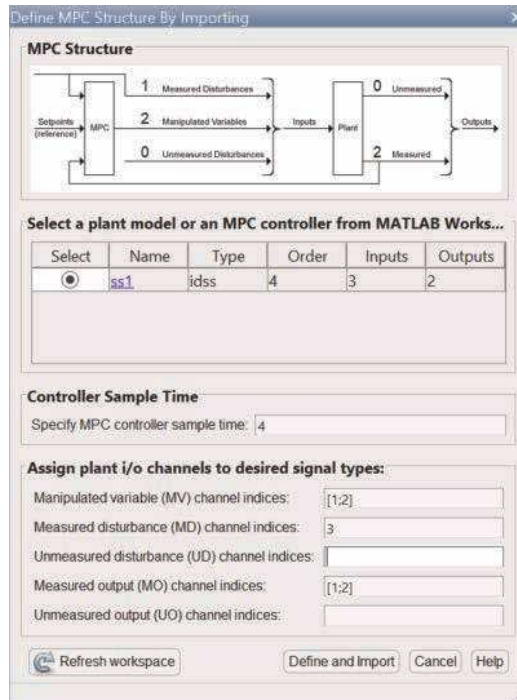 Define MPC Structure By Importing
MPC Structure
1 Measured Disturbances
0 Unmeasured
Setpoints
(reference)
MPC
2 Manipulated Variables
Inputs
Plant
Outputs
0 Unmeasured Disturbances
2 Measured
Select a plant model or an MPC controller from MATLAB Works...
Select Name Type Order Inputs Outputs
ss1 idss 4 3 2
Controller Sample Time
Specify MPC controller sample time: 4
Assign plant i/o channels to desired signal types:
Manipulated variable (MV) channel indices: [1;2]
Measured disturbance (MD) channel indices: 3
Unmeasured disturbance (UD) channel indices:
Measured output (MO) channel indices: [1;2]
Unmeasured output (UO) channel indices:
Refresh workspace Define and Import Cancel Help